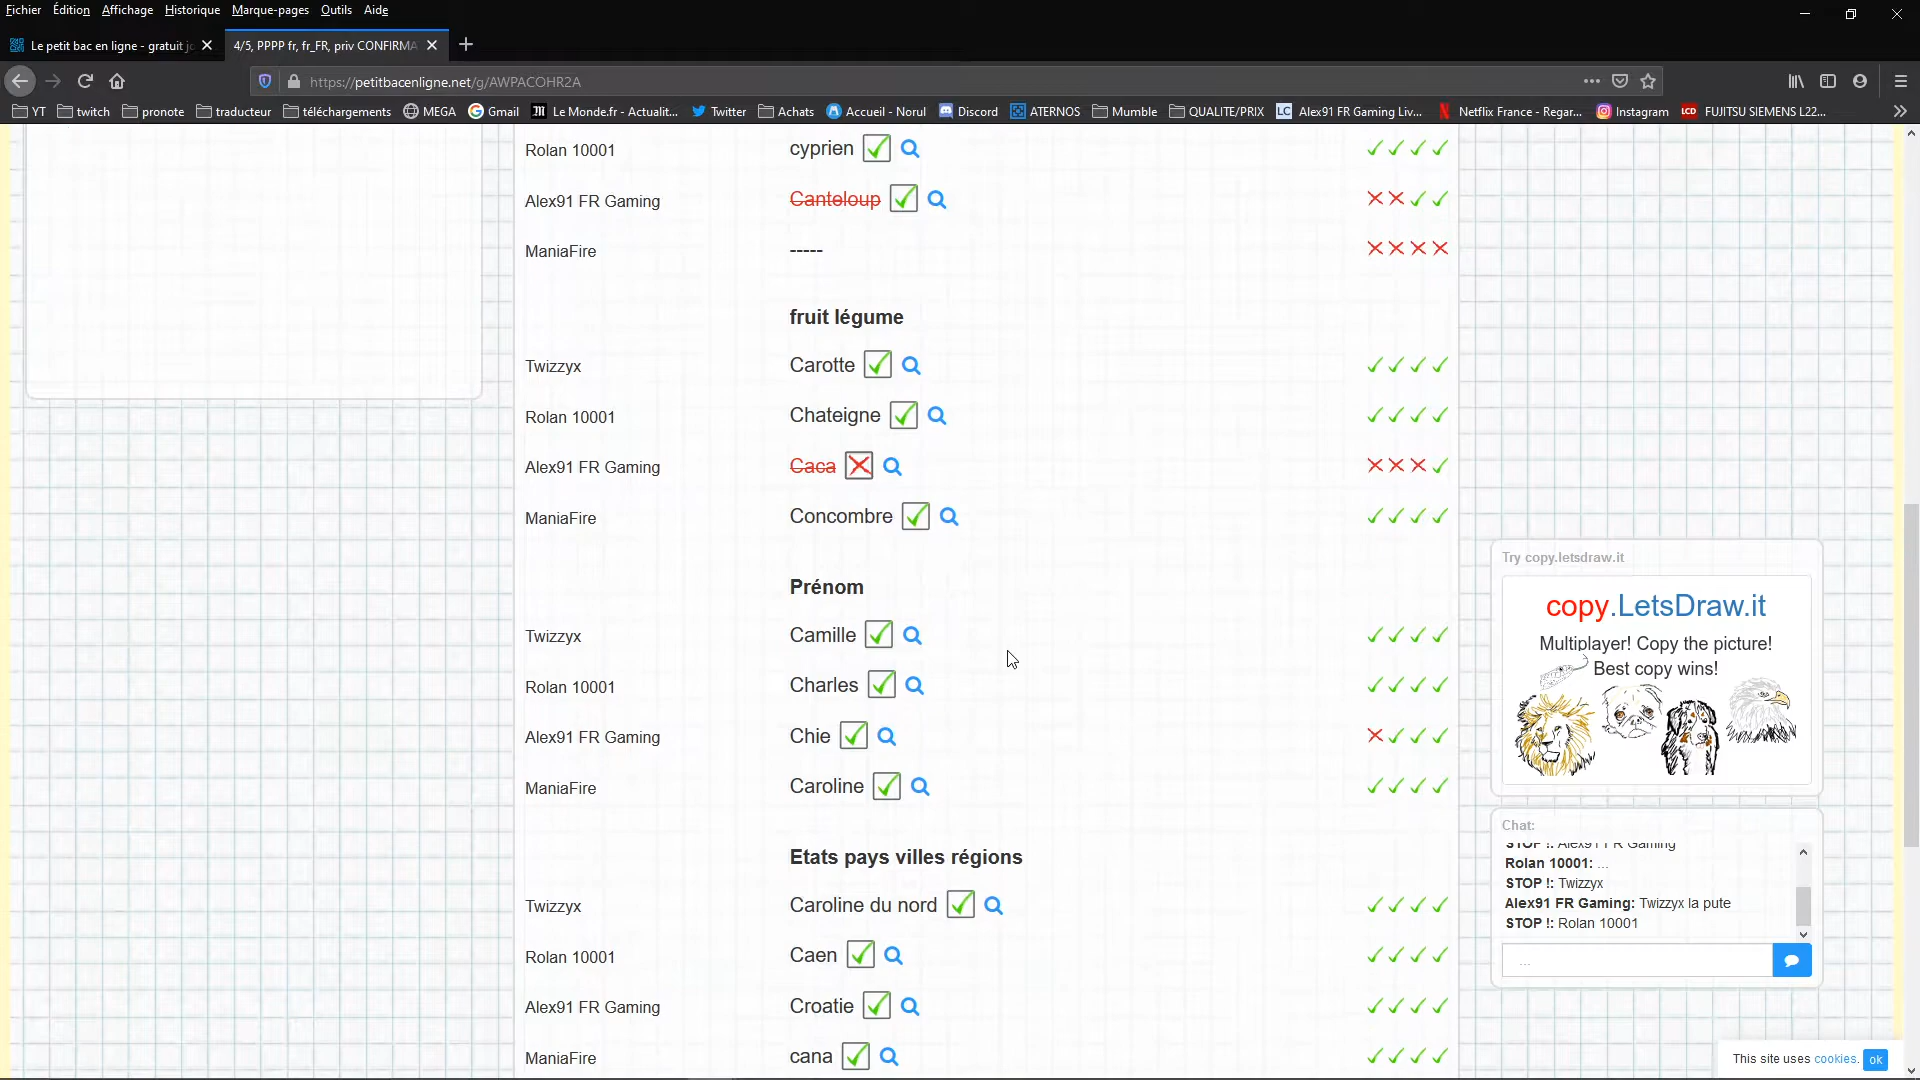 Fichier Édition Affichage Historique Marque-pages Outils Aide
Le petit bac en ligne - gratuit jo
4/5, PPPP fr, fr_FR, priv CONFIRMA
https://petitbacenligne.net/g/AWPACOHR2A
YT twitch pronote traducteur téléchargements MEGA Gmail Le Monde.fr - Actualit... Twitter Achats Accueil - Norul Discord ATERNOS Mumble QUALITE/PRIX LC Alex91 FR Gaming Liv... Netflix France - Regar... Instagram LCD FUJITSU SIEMENS L22...
Rolan 10001 cyprien
Alex91 FR Gaming Canteloup
ManiaFire -----
fruit légume
Twizzyx Carotte
Rolan 10001 Chateigne
Alex91 FR Gaming Caca
ManiaFire Concombre
Prénom
Twizzyx Camille
Rolan 10001 Charles
Alex91 FR Gaming Chie
ManiaFire Caroline
Etats pays villes régions
Twizzyx Caroline du nord
Rolan 10001 Caen
Alex91 FR Gaming Croatie
ManiaFire cana
Try copy.letsdraw.it
copy.LetsDraw.it
Multiplayer! Copy the picture!
Best copy wins!
Chat:
STOP !: Alex91 FR Gaming
Rolan 10001: ...
STOP !: Twizzyx
Alex91 FR Gaming: Twizzyx la pute
STOP !: Rolan 10001
...
This site uses cookies. ok